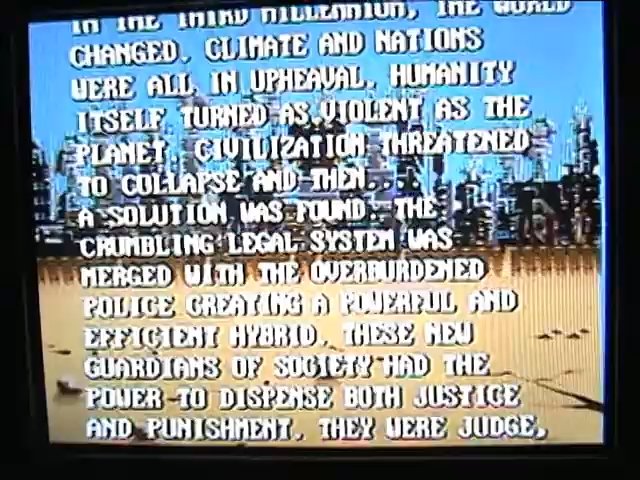 IN THE THIRD MILLENNIUM, THE WORLD
CHANGED. CLIMATE AND NATIONS
WERE ALL IN UPHEAVAL. HUMANITY
ITSELF TURNED AS VIOLENT AS THE
PLANET. CIVILIZATION THREATENED
TO COLLAPSE AND THEN....
A SOLUTION WAS FOUND. THE
CRUMBLING LEGAL SYSTEM WAS
MERGED WITH THE OVERBURDENED
POLICE CREATING A POWERFUL AND
EFFICIENT HYBRID. THESE NEW
GUARDIANS OF SOCIETY HAD THE
POWER TO DISPENSE BOTH JUSTICE
AND PUNISHMENT. THEY WERE JUDGE,